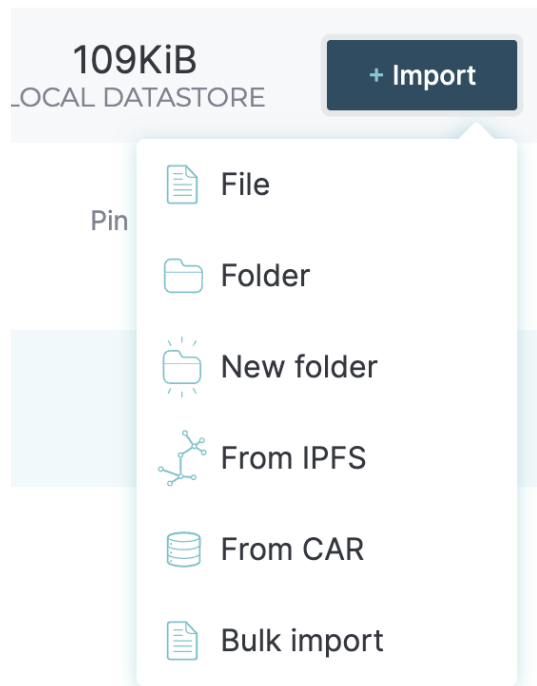 109KiB
LOCAL DATASTORE
+ Import
Pin
File
Folder
New folder
From IPFS
From CAR
Bulk import